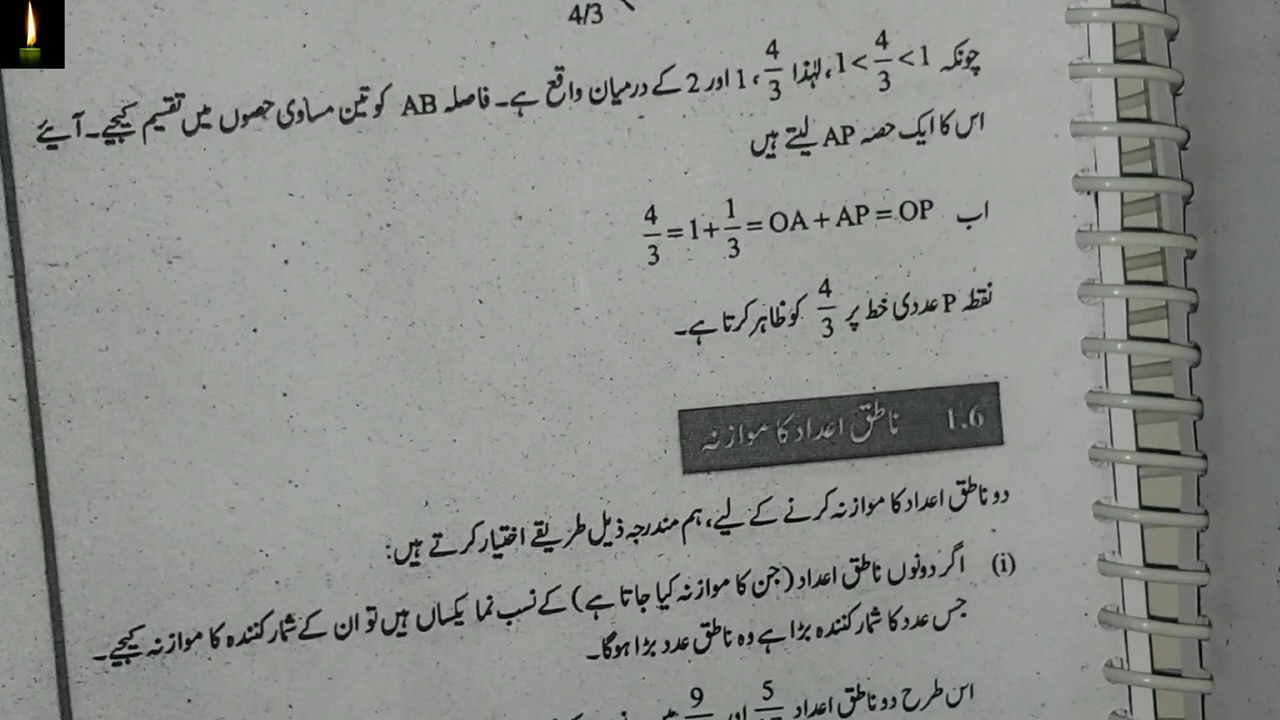 4/3
چونکہ 1 < 4/3 < 1، لہٰذا 4/3، 1 اور 2 کے درمیان واقع ہے۔ فاصلہ AB کو تین مساوی حصوں میں تقسیم کیجیے۔ آیئے
اس کا ایک حصہ AP لیتے ہیں
اب 4/3 = 1 + 1/3 = OA + AP = OP
نقطہ P عددی خط پر 4/3 کو ظاہر کرتا ہے۔
1.6 ناطق اعداد کا موازنہ
دو ناطق اعداد کا موازنہ کرنے کے لیے، ہم مندرجہ ذیل طریقے اختیار کرتے ہیں:
(i) اگر دونوں ناطق اعداد (جن کا موازنہ کیا جاتا ہے) کے نسب نما یکساں ہیں تو ان کے شمار کنندہ کا موازنہ کیجیے۔
جس عدد کا شمار کنندہ بڑا ہے وہ ناطق عدد بڑا ہوگا۔
اس طرح دو ناطق اعداد 5 اور 9